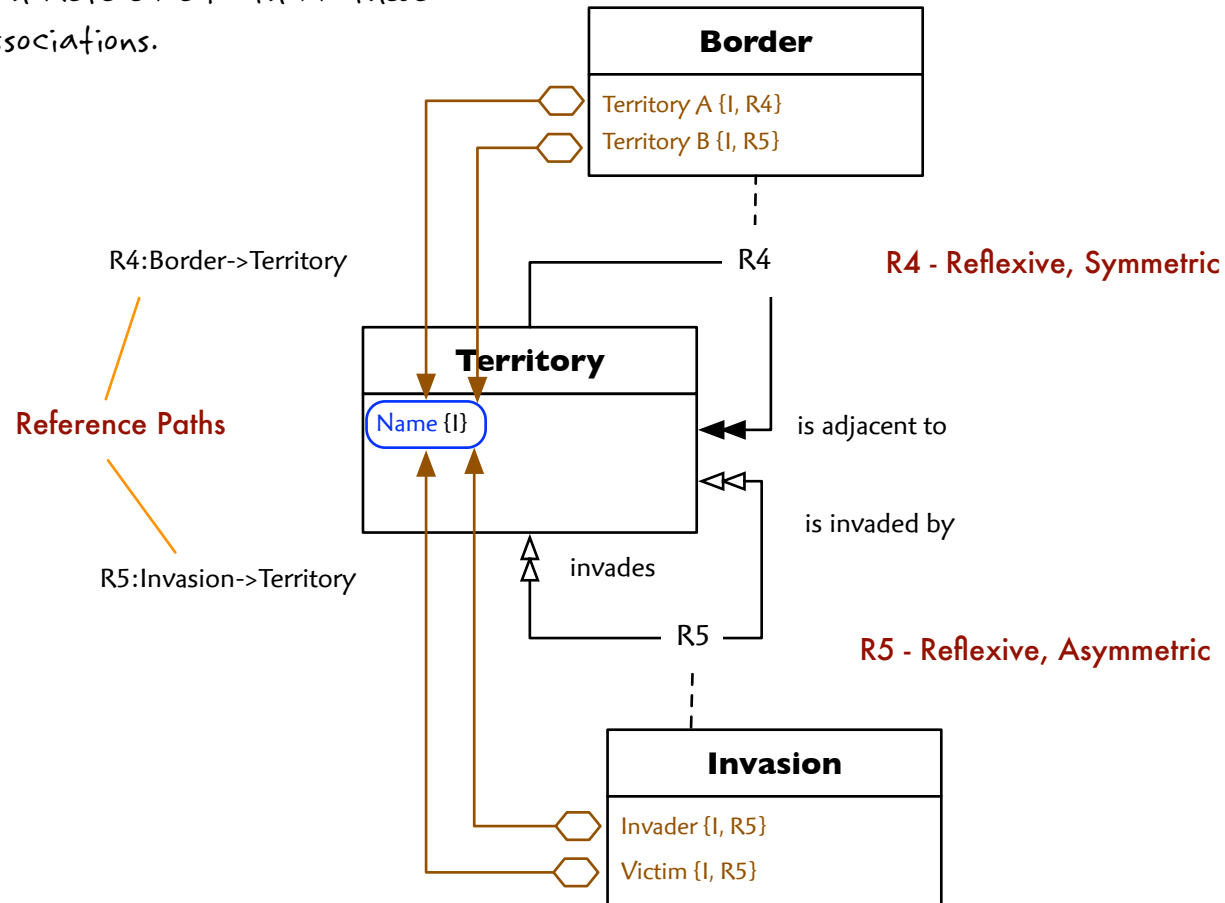 ssociations.
Border
Territory A {I, R4}
Territory B {I, R5}
R4:Border->Territory
R4
R4 - Reflexive, Symmetric
Territory
Reference Paths
Name {I}
is adjacent to
is invaded by
R5:Invasion->Territory
invades
R5
R5 - Reflexive, Asymmetric
Invasion
Invader {I, R5}
Victim {I, R5}